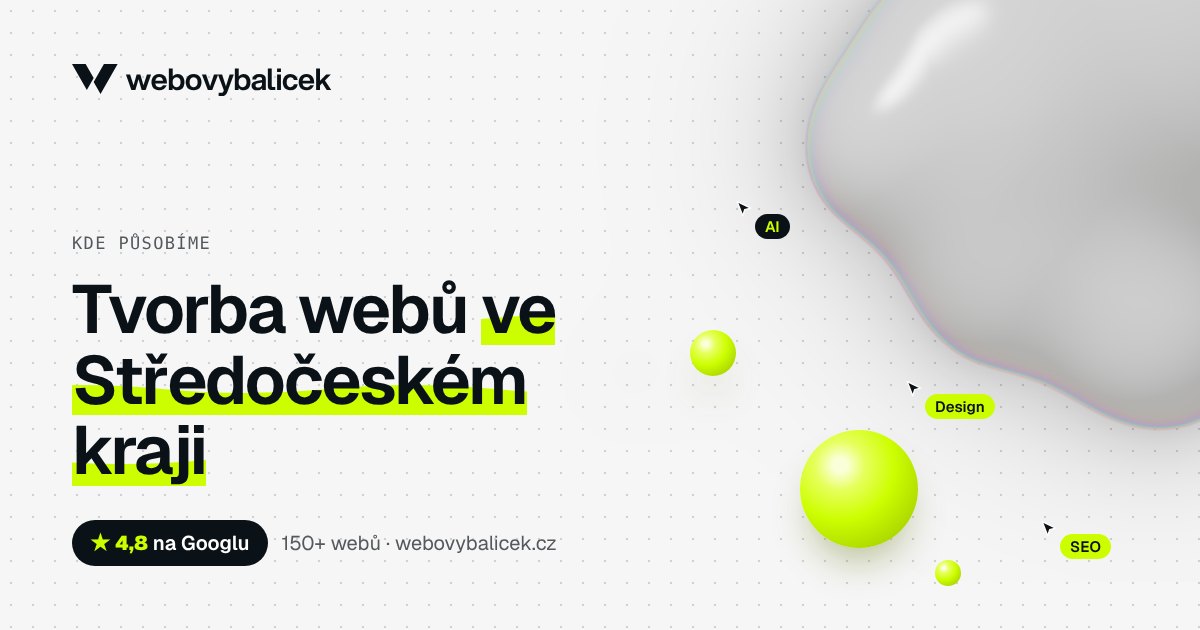 webovybalicek
KDE PŮSOBÍME
Tvorba webů ve
Středočeském
kraji
★ 4,8 na Googlu
150+ webů · webovybalicek.cz
AI
Design
SEO